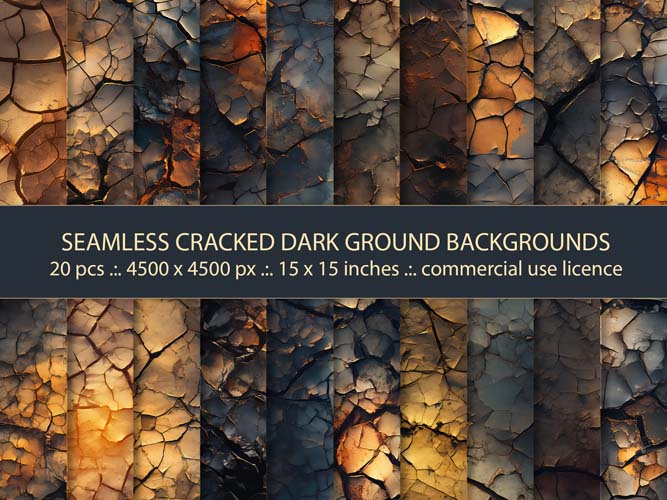 SEAMLESS CRACKED DARK GROUND BACKGROUNDS
20 pcs .:. 4500 x 4500 px .:. 15 x 15 inches .:. commercial use licence